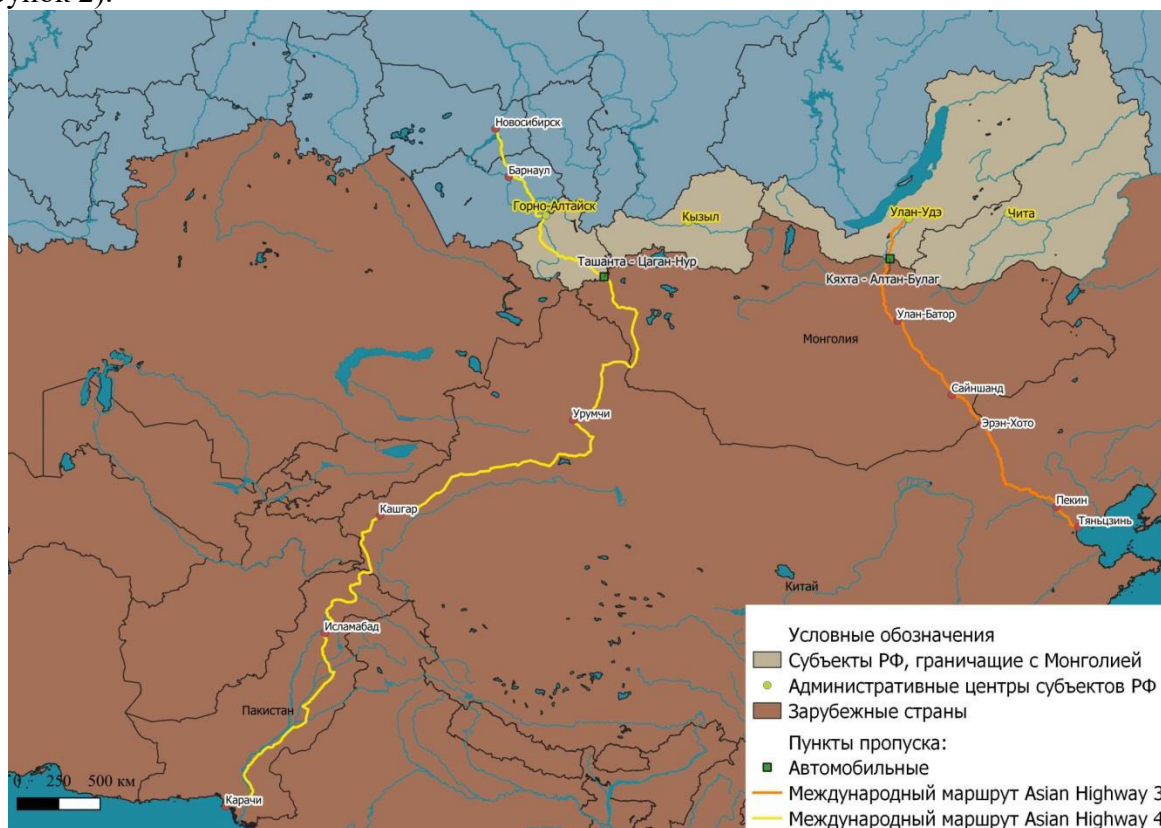 унок 2).
Новосибирск
Барнаул
Горно-Алтайск
Кызыл
Улан-Удэ
Чита
Ташанта - Цаган-Нур
Кяхта - Алтан-Булаг
Улан-Батор
Монголия
Сайншанд
Урумчи
Эрэн-Хото
Кашгар
Пекин
Тяньцзинь
Китай
Исламабад
Пакистан
Карачи
0 250 500 км
Условные обозначения
Субъекты РФ, граничащие с Монголией
Административные центры субъектов РФ
Зарубежные страны
Пункты пропуска:
Автомобильные
Международный маршрут Asian Highway 3
Международный маршрут Asian Highway 4